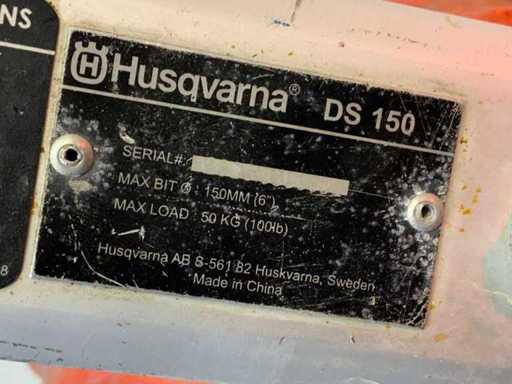 NS
Husqvarna® DS 150
SERIAL#:
MAX BIT Ø : 150MM (6")
MAX LOAD : 50 KG (100lb)
Husqvarna AB S-561 82 Huskvarna, Sweden
Made in China
8